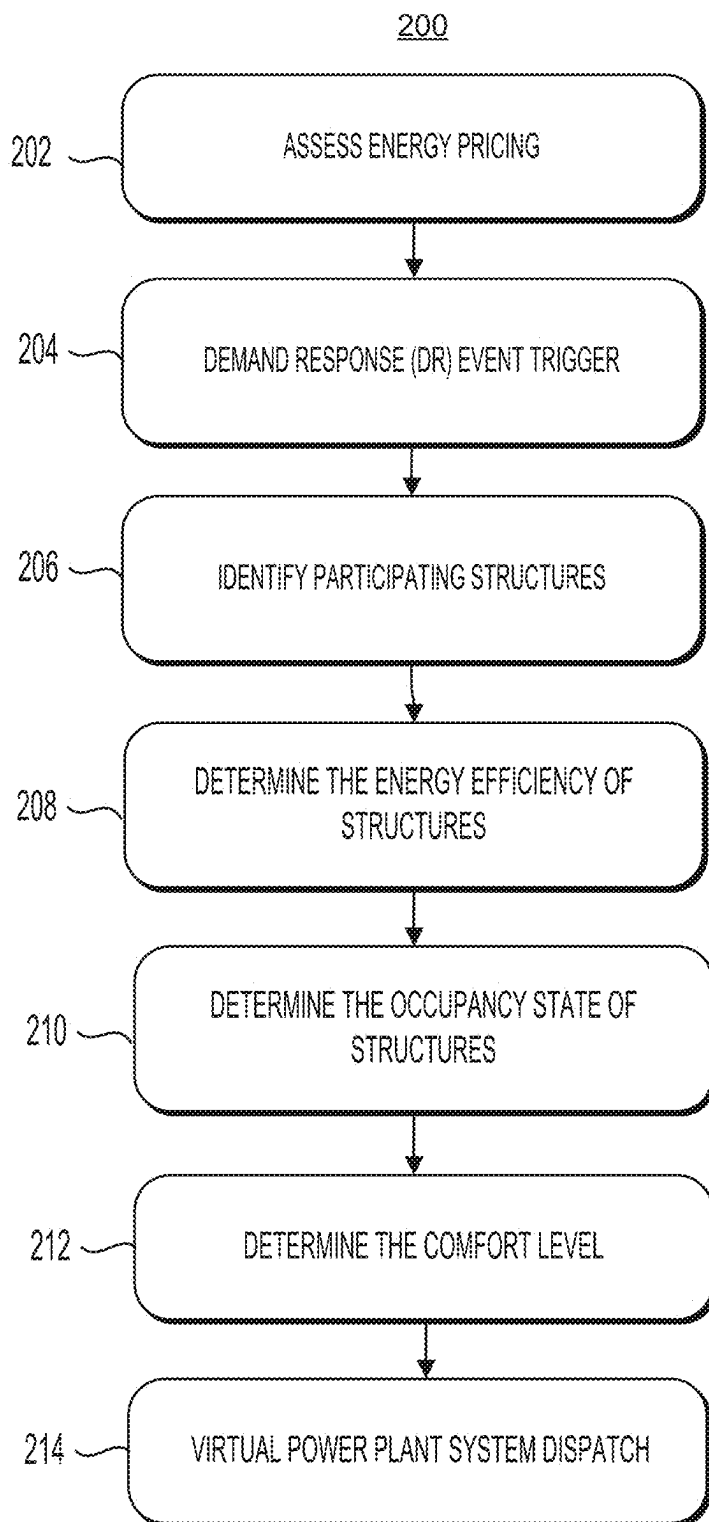 200
202
ASSESS ENERGY PRICING
204
DEMAND RESPONSE (DR) EVENT TRIGGER
206
IDENTIFY PARTICIPATING STRUCTURES
208
DETERMINE THE ENERGY EFFICIENCY OF
STRUCTURES
210
DETERMINE THE OCCUPANCY STATE OF
STRUCTURES
212
DETERMINE THE COMFORT LEVEL
214
VIRTUAL POWER PLANT SYSTEM DISPATCH